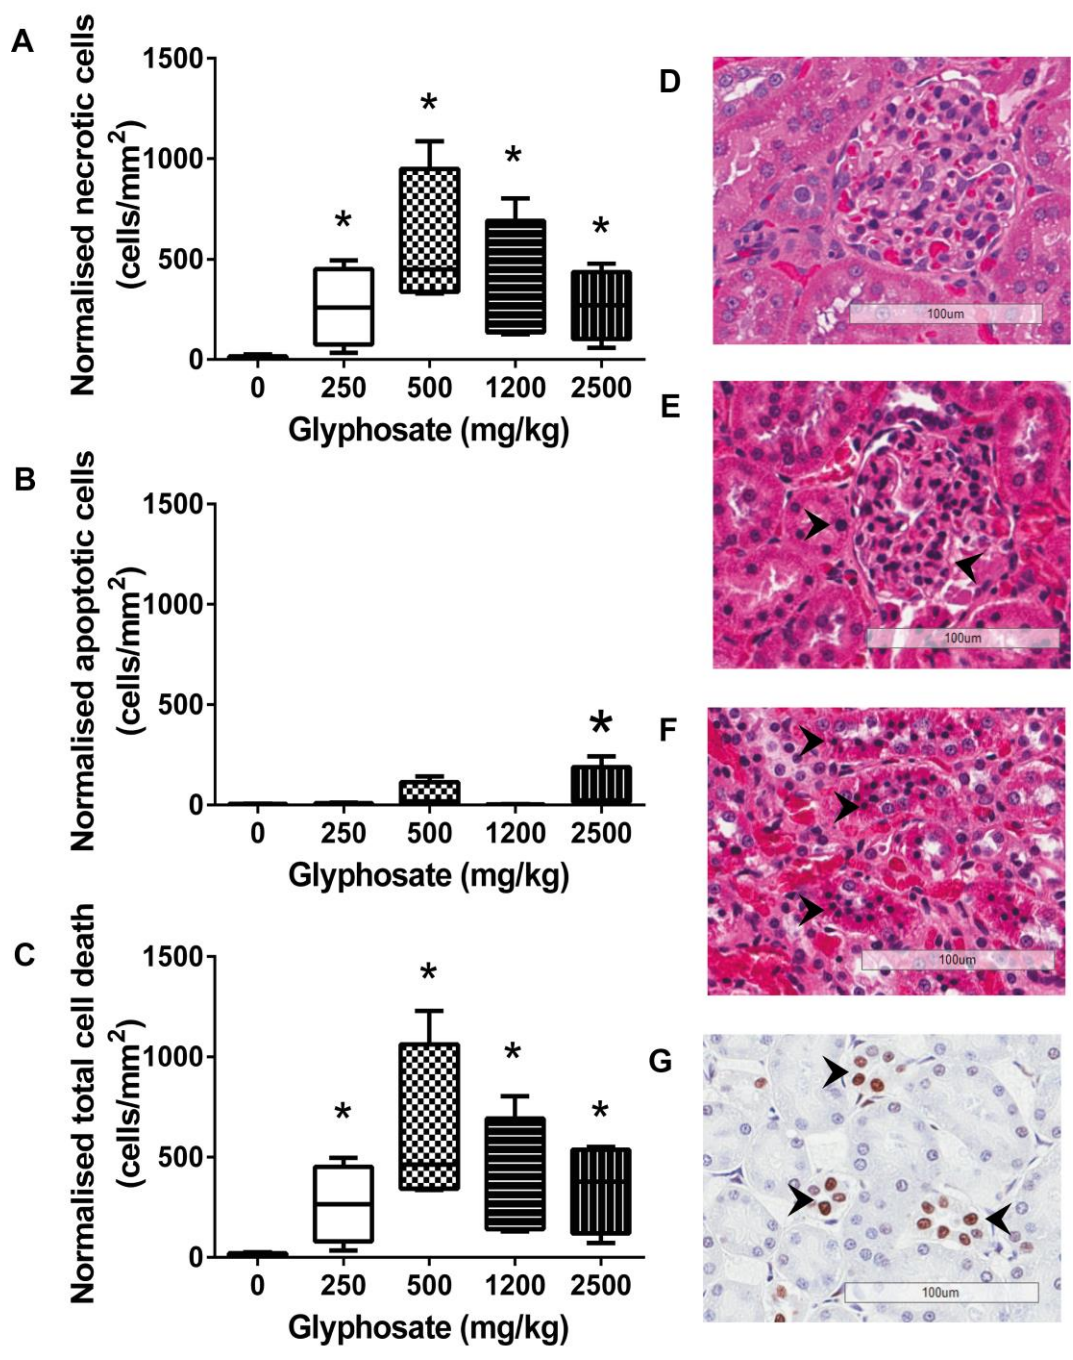 A
Normalised necrotic cells
(cells/mm²)
1500
1000
500
0
*
*
*
*
0 250 500 1200 2500
Glyphosate (mg/kg)
B
Normalised apoptotic cells
(cells/mm²)
1500
1000
500
0
*
0 250 500 1200 2500
Glyphosate (mg/kg)
C
Normalised total cell death
(cells/mm²)
1500
1000
500
0
*
*
*
*
0 250 500 1200 2500
Glyphosate (mg/kg)
D
100um
E
100um
F
100um
G
100um